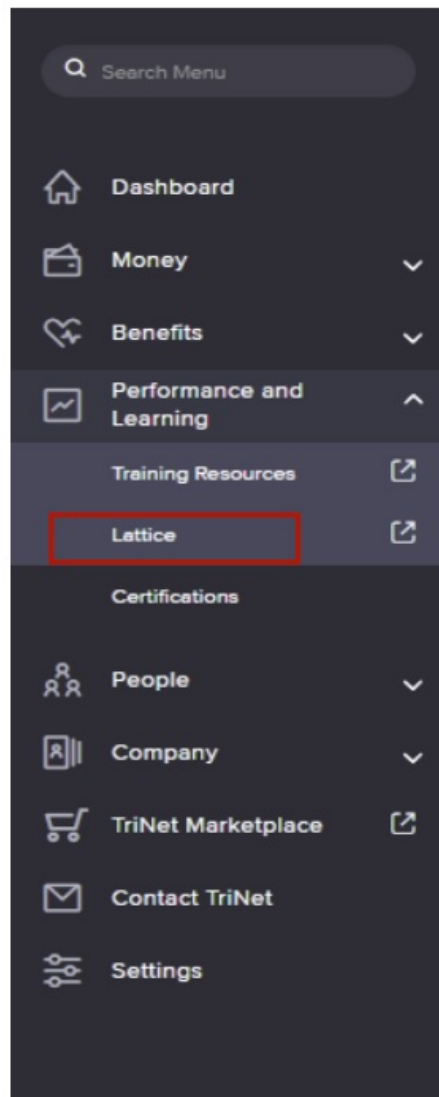 Search Menu
Dashboard
Money
Benefits
Performance and
Learning
Training Resources
Lattice
Certifications
People
Company
TriNet Marketplace
Contact TriNet
Settings